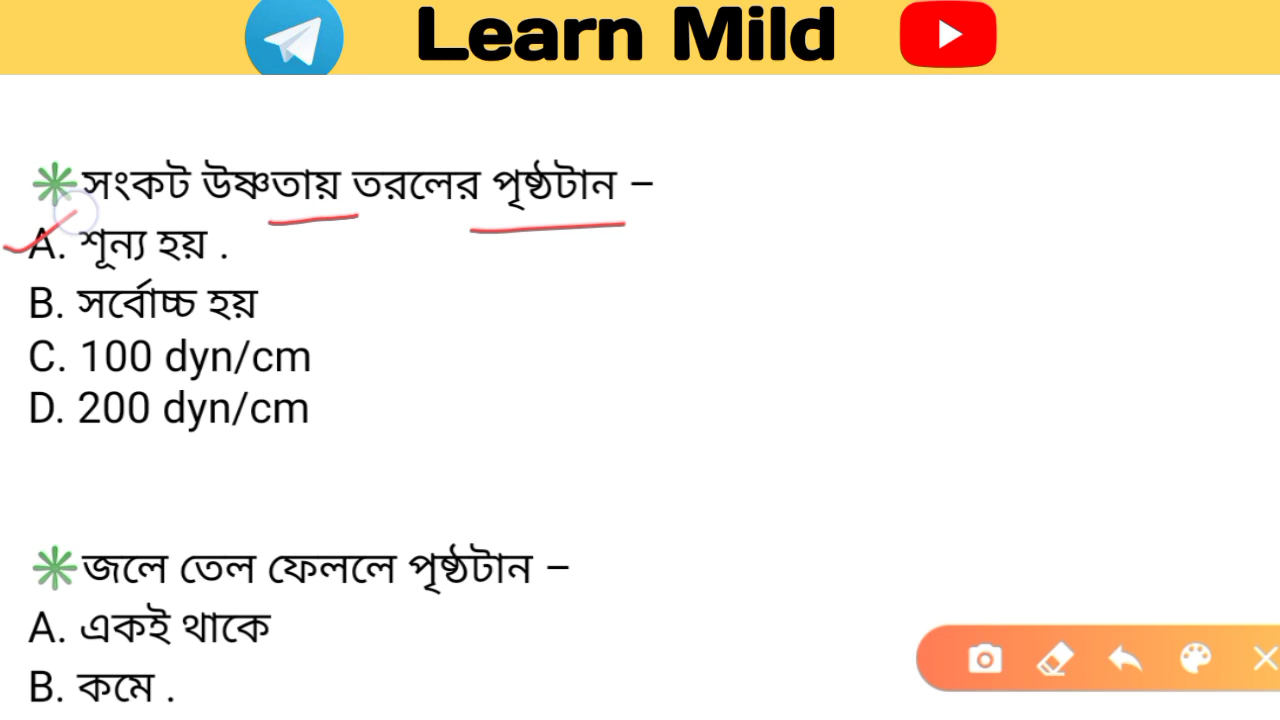 Learn Mild
সংকট উষ্ণতায় তরলের পৃষ্ঠটান –
A. শূন্য হয় .
B. সর্বোচ্চ হয়
C. 100 dyn/cm
D. 200 dyn/cm
জলে তেল ফেললে পৃষ্ঠটান –
A. একই থাকে
B. কমে .